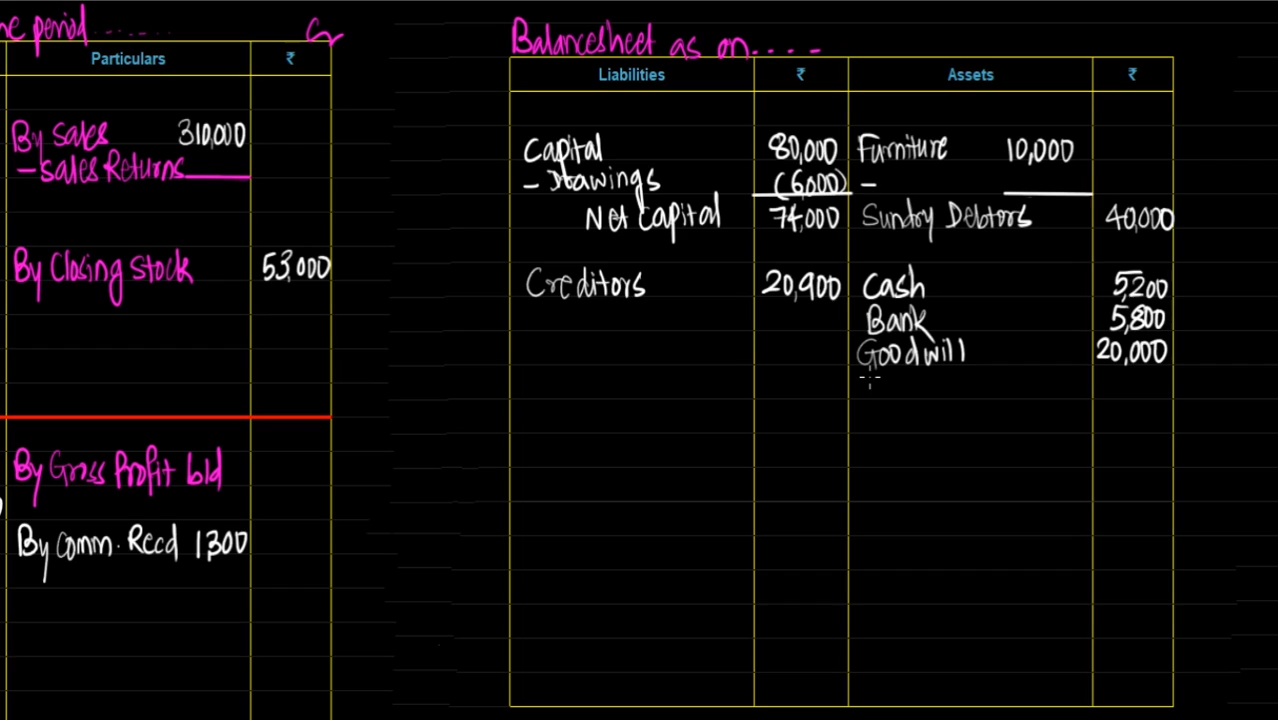 ne period.......
Cr
Particulars ₹
By Sales 310,000
- Sales Returns
By Closing Stock 53,000
By Gross Profit b/d
By Comm. Recd 1300
Balancesheet as on....
Liabilities ₹ Assets ₹
Capital 80,000 Furniture 10,000
- Drawings (6000) -
Net Capital 74,000 Sundry Debtors 40,000
Creditors 20,900 Cash 5,200
Bank 5,800
Goodwill 20,000